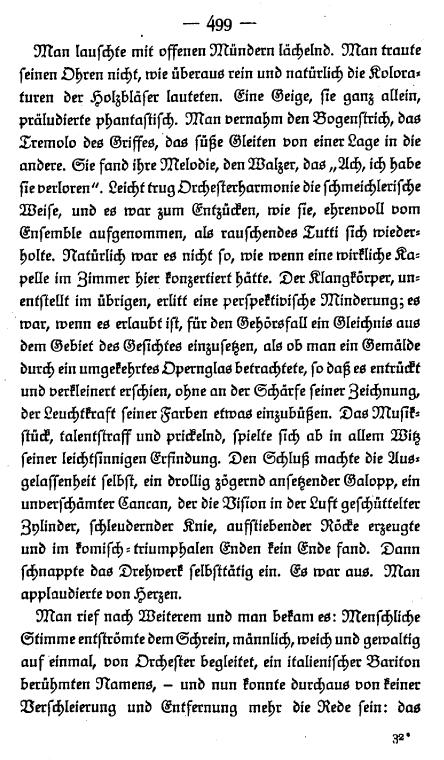 — 499 —
Man lauschte mit offenen Mündern lächelnd. Man traute
seinen Ohren nicht, wie überaus rein und natürlich die Kolora-
turen der Holzbläser lauteten. Eine Geige, sie ganz allein,
präludierte phantastisch. Man vernahm den Bogenstrich, das
Tremolo des Griffes, das süße Gleiten von einer Lage in die
andere. Sie fand ihre Melodie, den Walzer, das „Ach, ich habe
sie verloren“. Leicht trug Orchesterharmonie die schmeichlerische
Weise, und es war zum Entzücken, wie sie, ehrenvoll vom
Ensemble aufgenommen, als rauschendes Tutti sich wieder-
holte. Natürlich war es nicht so, wie wenn eine wirkliche Ka-
pelle im Zimmer hier konzertiert hätte. Der Klangkörper, un-
entstellt im übrigen, erlitt eine perspektivische Minderung; es
war, wenn es erlaubt ist, für den Gehörsfall ein Gleichnis aus
dem Gebiet des Gesichtes einzusetzen, als ob man ein Gemälde
durch ein umgekehrtes Opernglas betrachtete, so daß es entrückt
und verkleinert erschien, ohne an der Schärfe seiner Zeichnung,
der Leuchtkraft seiner Farben etwas einzubüßen. Das Musik-
stück, talentstraff und prickelnd, spielte sich ab in allem Witz
seiner leichtsinnigen Erfindung. Den Schluß machte die Aus-
gelassenheit selbst, ein drollig zögernd ansetzender Galopp, ein
unverschämter Cancan, der die Vision in der Luft geschüttelter
Zylinder, schleudernder Knie, aufstiebender Röcke erzeugte
und im komisch-triumphalen Enden kein Ende fand. Dann
schnappte das Drehwerk selbsttätig ein. Es war aus. Man
applaudierte von Herzen.
Man rief nach Weiterem und man bekam es: Menschliche
Stimme entströmte dem Schrein, männlich, weich und gewaltig
auf einmal, von Orchester begleitet, ein italienischer Bariton
berühmten Namens, – und nun konnte durchaus von keiner
Verschleierung und Entfernung mehr die Rede sein: das
32*